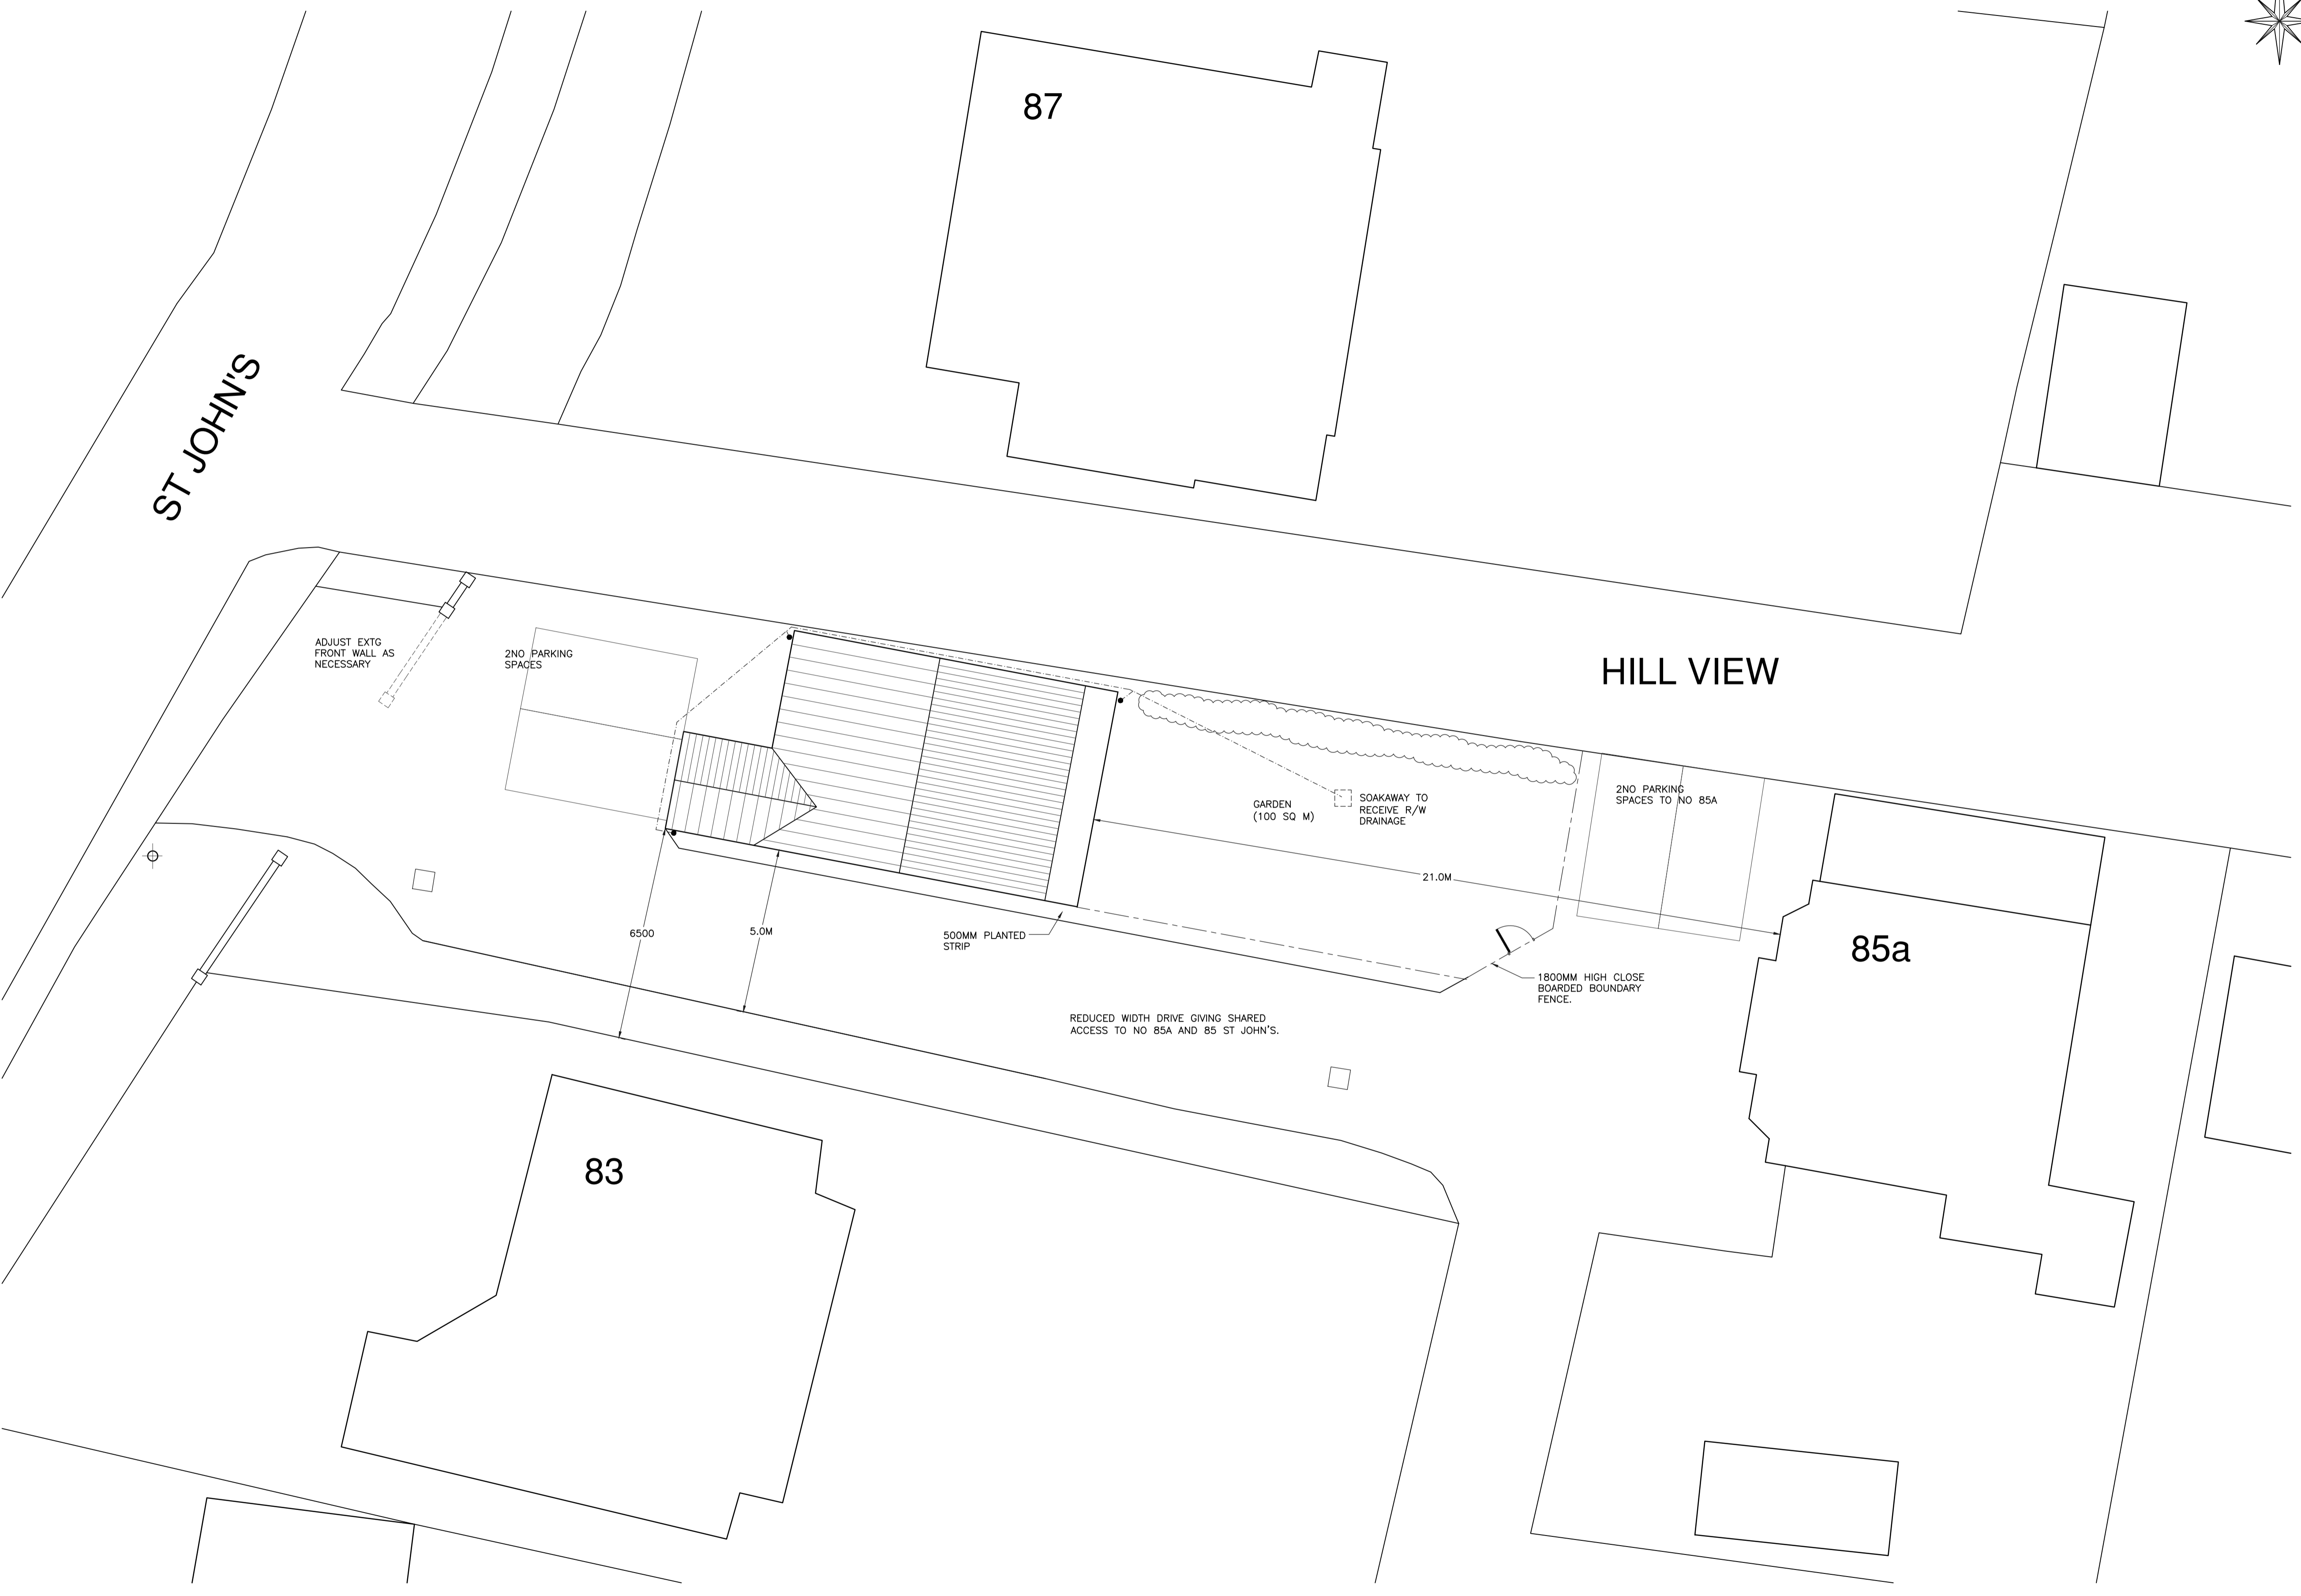 87
ST JOHN'S
ADJUST EXTG
FRONT WALL AS
NECESSARY
2NO PARKING
SPACES
HILL VIEW
GARDEN
(100 SQ M)
SOAKAWAY TO
RECEIVE R/W
DRAINAGE
2NO PARKING
SPACES TO NO 85A
21.0M
6500
5.0M
500MM PLANTED
STRIP
85a
1800MM HIGH CLOSE
BOARDED BOUNDARY
FENCE.
REDUCED WIDTH DRIVE GIVING SHARED
ACCESS TO NO 85A AND 85 ST JOHN'S.
83